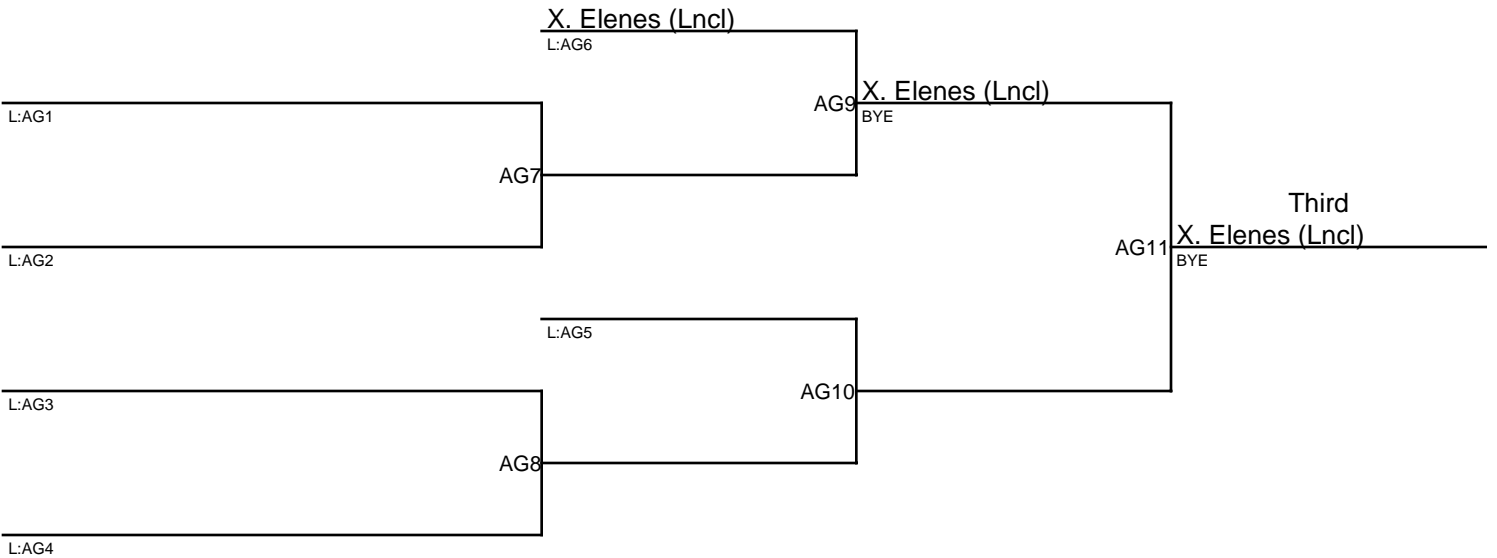 X. Elenes (Lncl)
L:AG6
AG9
X. Elenes (Lncl)
BYE
L:AG1
AG7
Third
X. Elenes (Lncl)
AG11
BYE
L:AG2
L:AG5
AG10
L:AG3
AG8
L:AG4